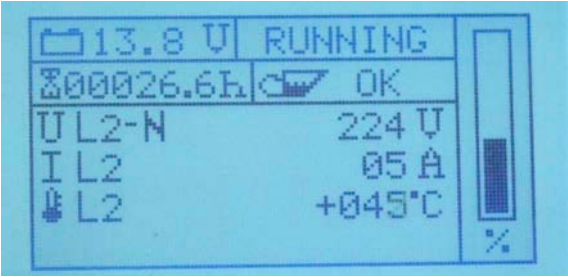 13.8 V RUNNING
00026.6h OK
U L2-N 224 V
I L2 05 A
L2 +045°C
%